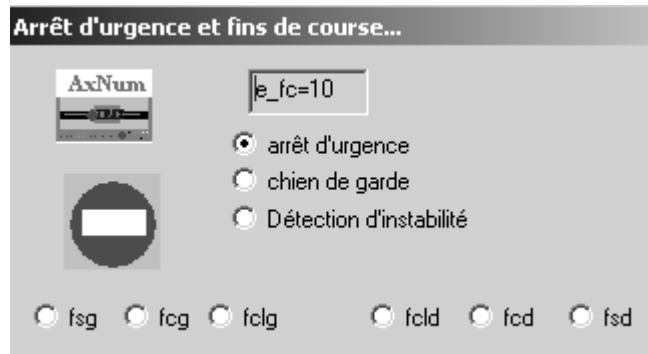 Arrêt d'urgence et fins de course...
AxNum
e_fc=10
arrêt d'urgence
chien de garde
Détection d'instabilité
fsg fcg fclg fcld fcd fsd